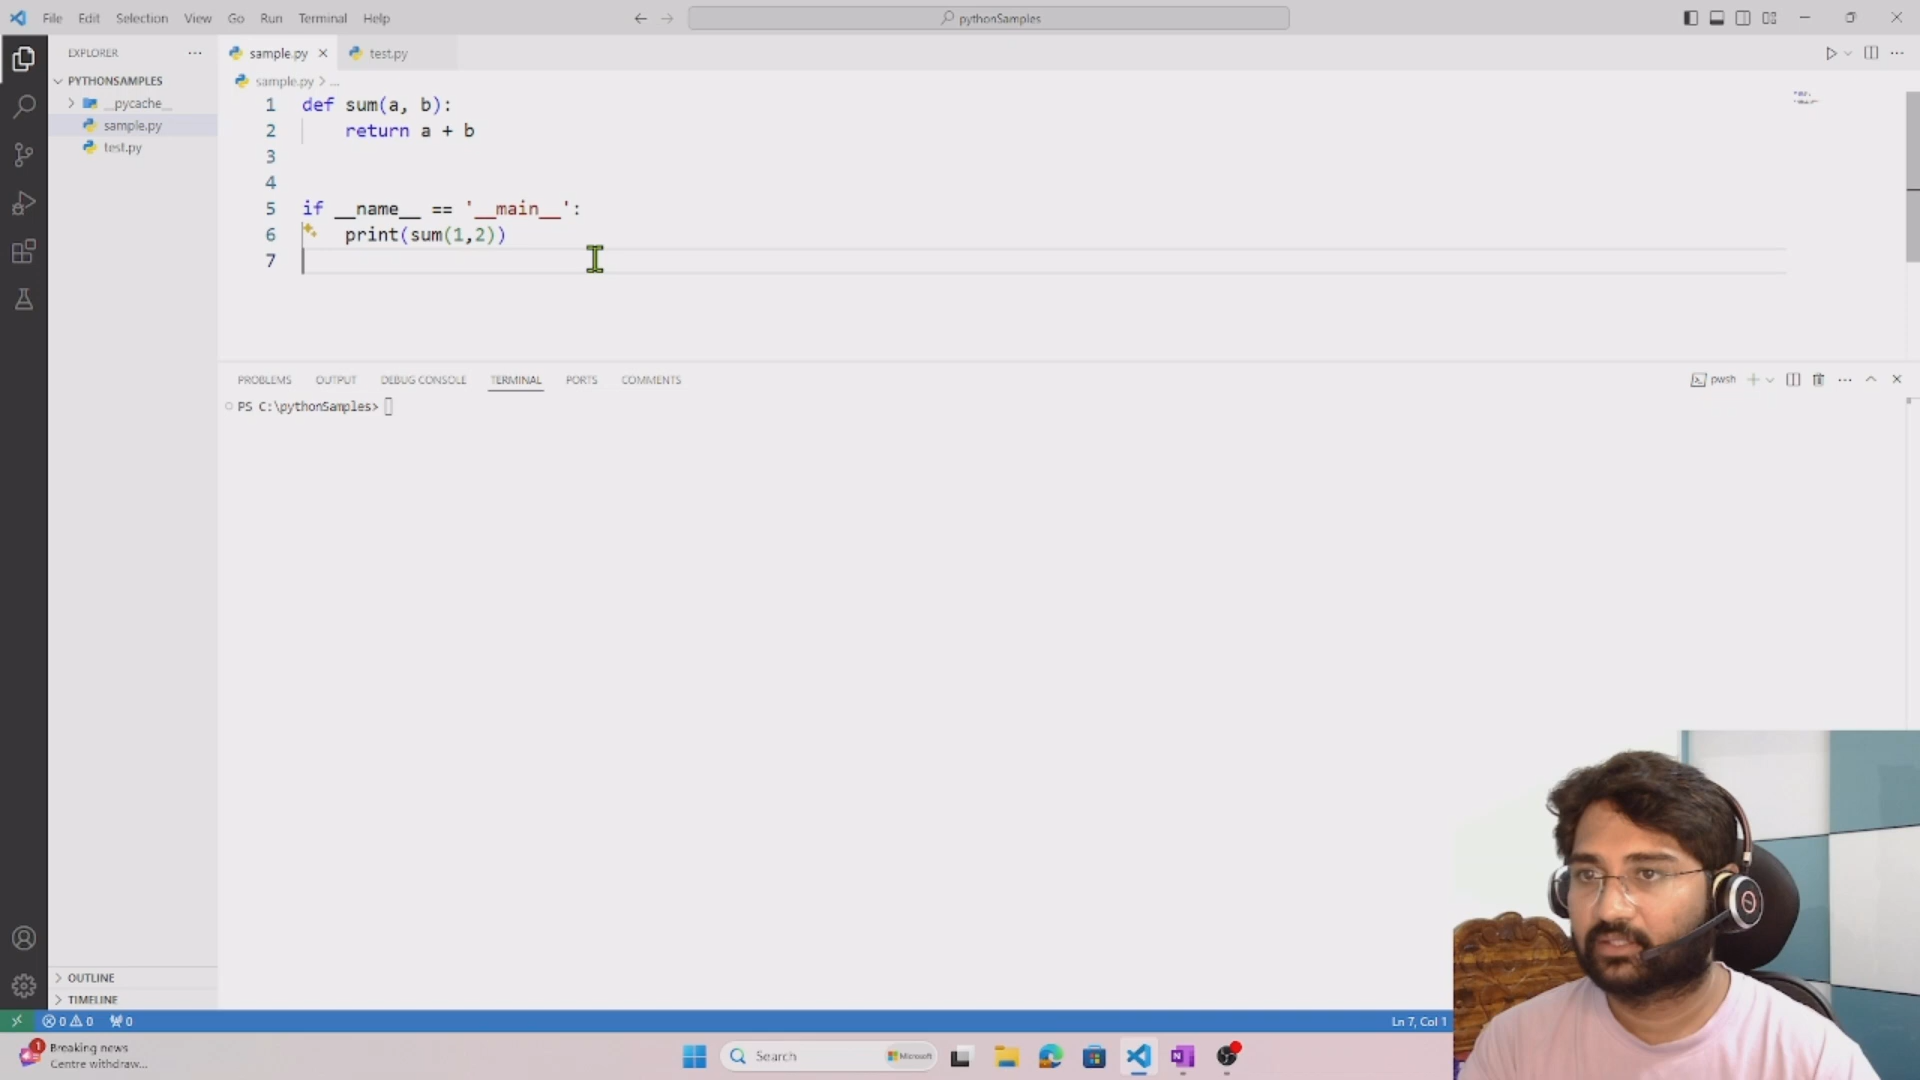 File Edit Selection View Go Run Terminal Help
pythonSamples
EXPLORER
sample.py
test.py
PYTHONSAMPLES
__pycache__
sample.py
test.py
sample.py > ...
1 def sum(a, b):
2 return a + b
3
4
5 if __name__ == '__main__':
6 print(sum(1,2))
7
PROBLEMS OUTPUT DEBUG CONSOLE TERMINAL PORTS COMMENTS
pwsh
PS C:\pythonSamples>
OUTLINE
TIMELINE
0 0 0
Ln 7, Col 1
1
Breaking news
Centre withdraw...
Search
Microsoft